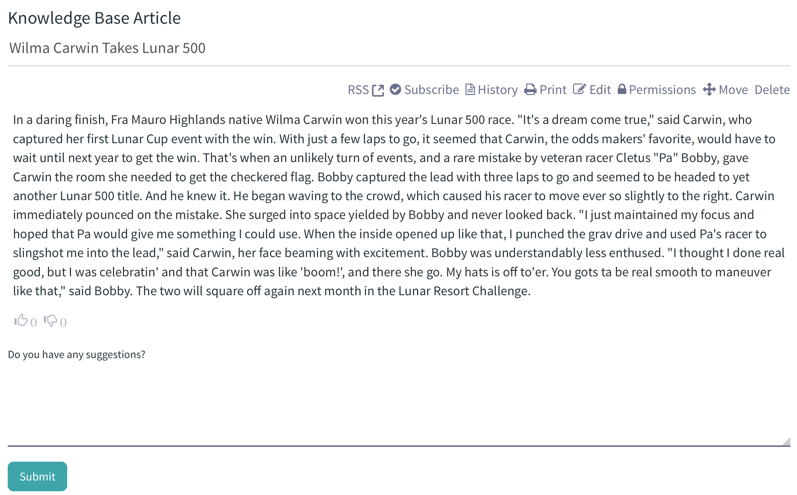 Knowledge Base Article
Wilma Carwin Takes Lunar 500
RSS Subscribe History Print Edit Permissions Move Delete
In a daring finish, Fra Mauro Highlands native Wilma Carwin won this year's Lunar 500 race. "It's a dream come true," said Carwin, who
captured her first Lunar Cup event with the win. With just a few laps to go, it seemed that Carwin, the odds makers' favorite, would have to
wait until next year to get the win. That's when an unlikely turn of events, and a rare mistake by veteran racer Cletus "Pa" Bobby, gave
Carwin the room she needed to get the checkered flag. Bobby captured the lead with three laps to go and seemed to be headed to yet
another Lunar 500 title. And he knew it. He began waving to the crowd, which caused his racer to move ever so slightly to the right. Carwin
immediately pounced on the mistake. She surged into space yielded by Bobby and never looked back. "I just maintained my focus and
hoped that Pa would give me something I could use. When the inside opened up like that, I punched the grav drive and used Pa's racer to
slingshot me into the lead," said Carwin, her face beaming with excitement. Bobby was understandably less enthused. "I thought I done real
good, but I was celebratin' and that Carwin was like 'boom!', and there she go. My hats is off to'er. You gots ta be real smooth to maneuver
like that," said Bobby. The two will square off again next month in the Lunar Resort Challenge.
0 0
Do you have any suggestions?
Submit